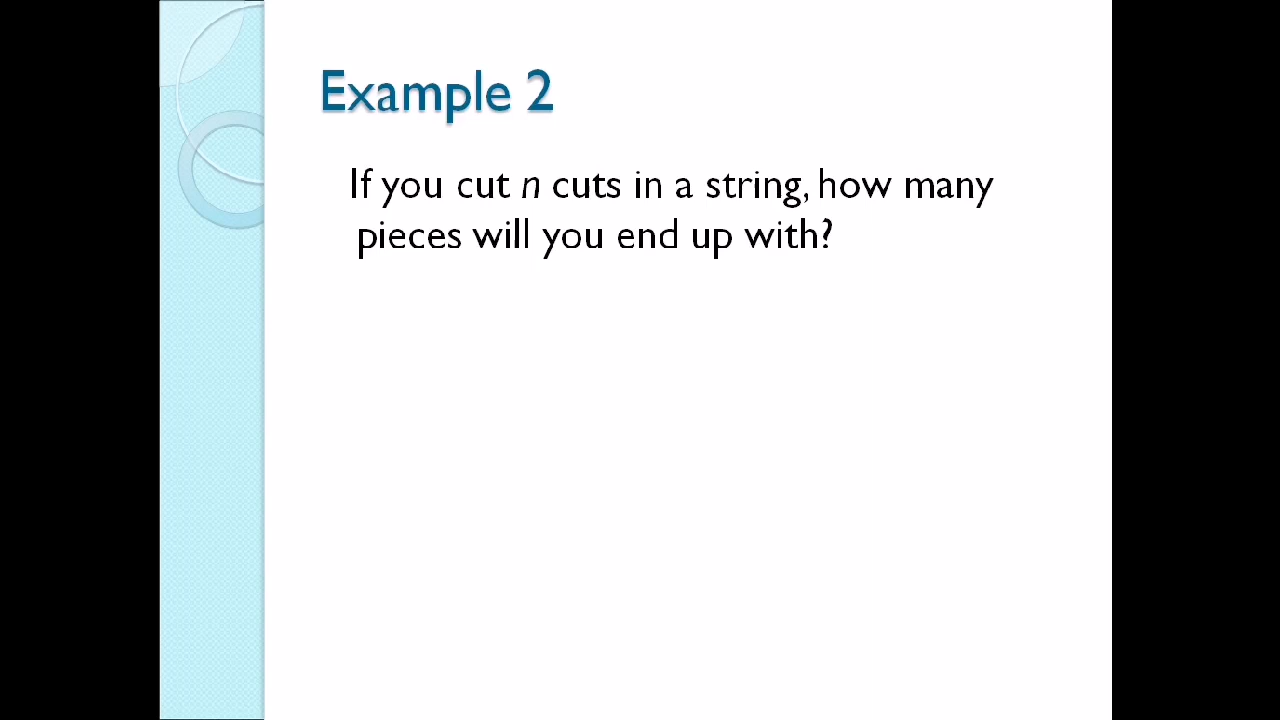 Example 2
If you cut n cuts in a string, how many
pieces will you end up with?